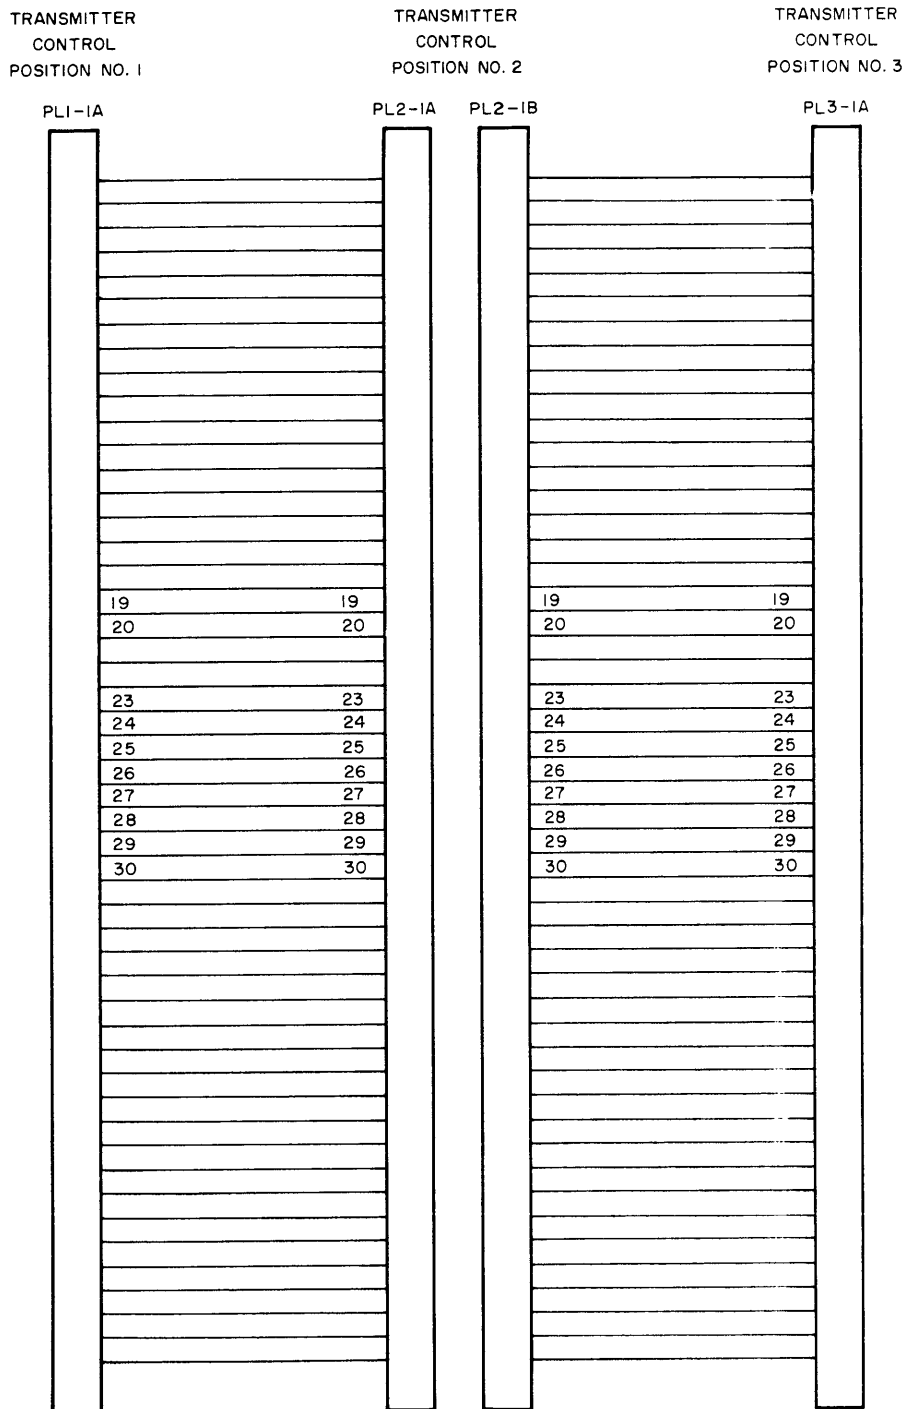 TRANSMITTER
CONTROL
POSITION NO. 1
TRANSMITTER
CONTROL
POSITION NO. 2
TRANSMITTER
CONTROL
POSITION NO. 3
PL1-1A PL2-1A PL2-1B PL3-1A
19 19 19 19
20 20 20 20
23 23 23 23
24 24 24 24
25 25 25 25
26 26 26 26
27 27 27 27
28 28 28 28
29 29 29 29
30 30 30 30